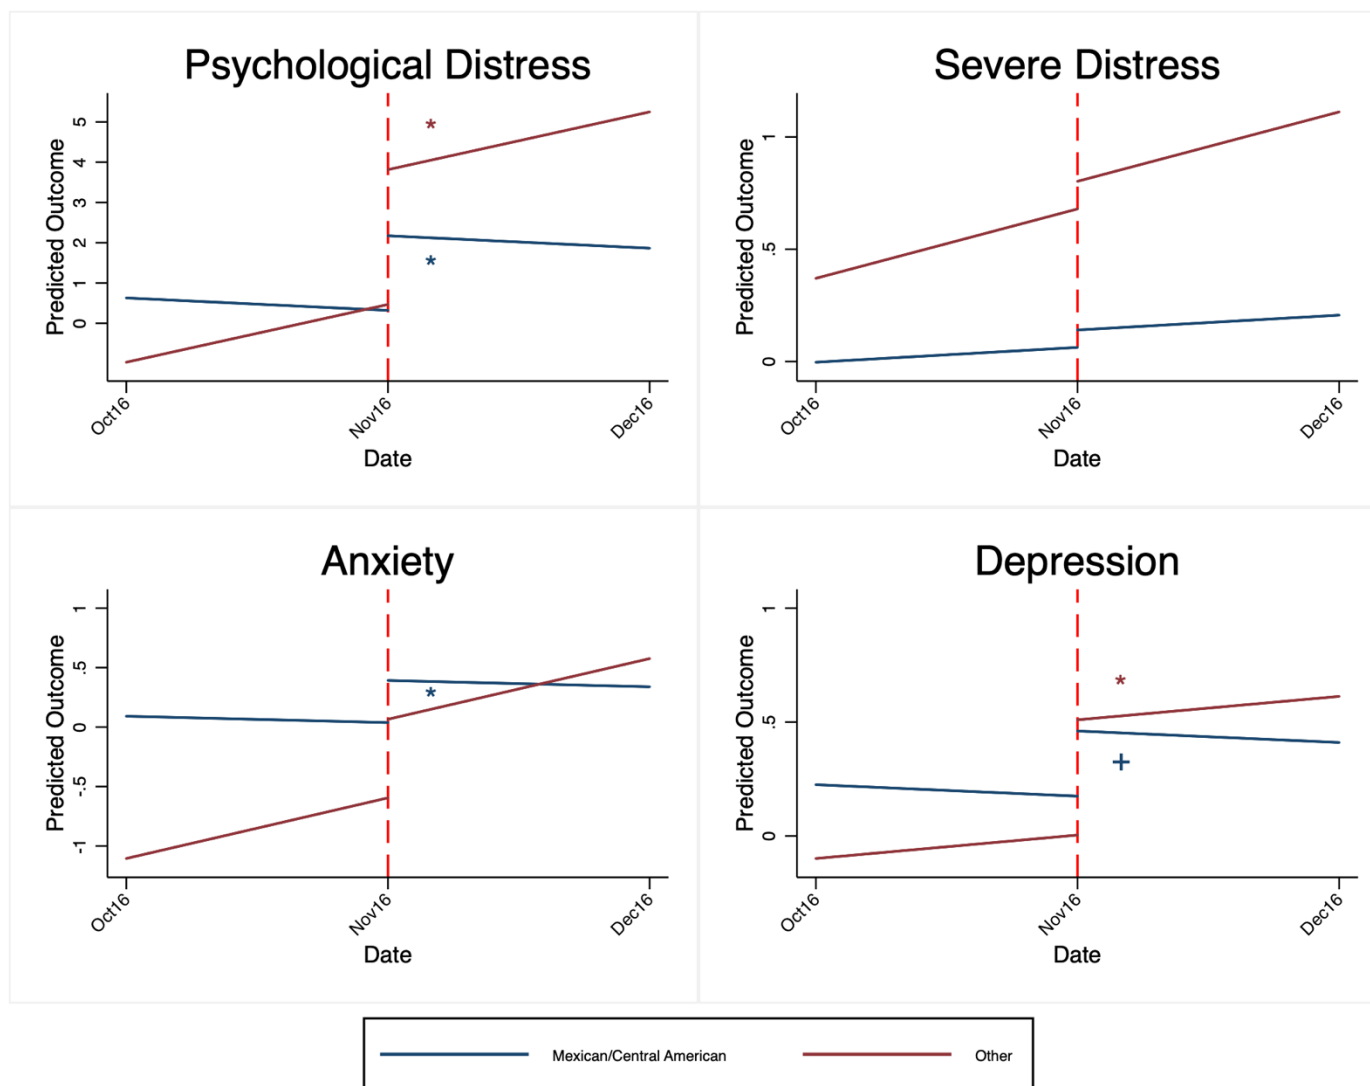 Psychological Distress
Predicted Outcome
5
4
3
2
1
0
*
*
Oct16
Nov16
Dec16
Date
Severe Distress
Predicted Outcome
1
.5
0
Oct16
Nov16
Dec16
Date
Anxiety
Predicted Outcome
1
.5
0
-.5
-1
*
Oct16
Nov16
Dec16
Date
Depression
Predicted Outcome
1
.5
0
*
+
Oct16
Nov16
Dec16
Date
Mexican/Central American
Other